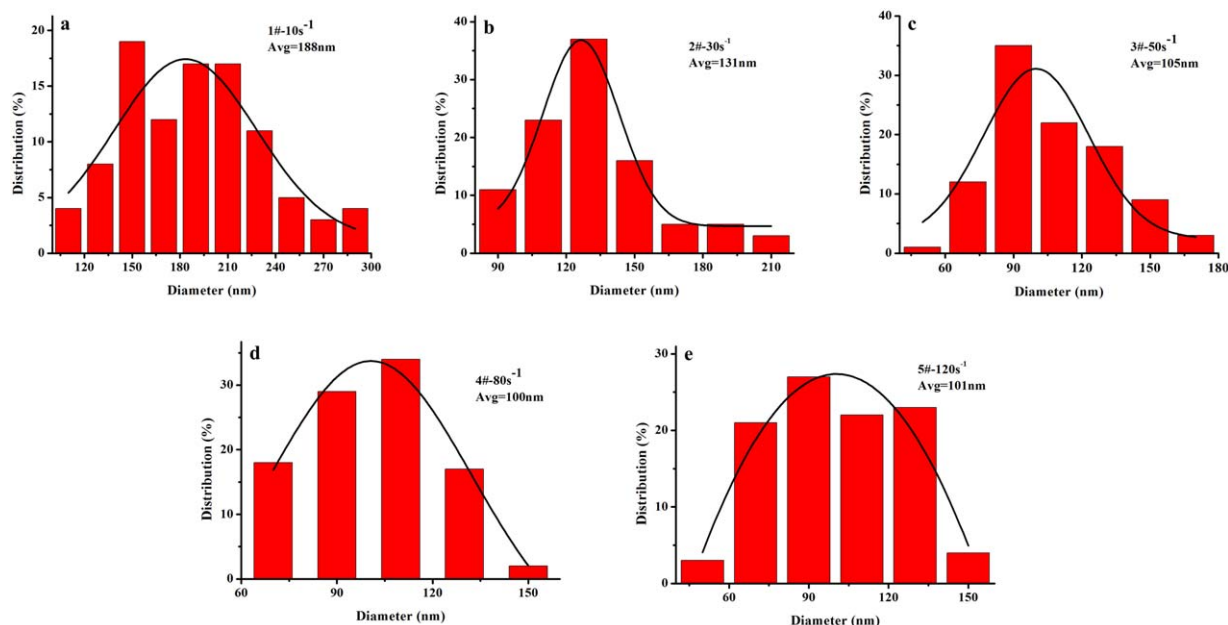 a
1#-10s⁻¹
Avg=188nm
Distribution (%)
20
15
10
5
0
120 150 180 210 240 270 300
Diameter (nm)
b
2#-30s⁻¹
Avg=131nm
Distribution (%)
40
30
20
10
0
90 120 150 180 210
Diameter (nm)
c
3#-50s⁻¹
Avg=105nm
Distribution (%)
40
30
20
10
0
60 90 120 150 180
Diameter (nm)
d
4#-80s⁻¹
Avg=100nm
Distribution (%)
30
20
10
0
60 90 120 150
Diameter (nm)
e
5#-120s⁻¹
Avg=101nm
Distribution (%)
30
20
10
0
60 90 120 150
Diameter (nm)